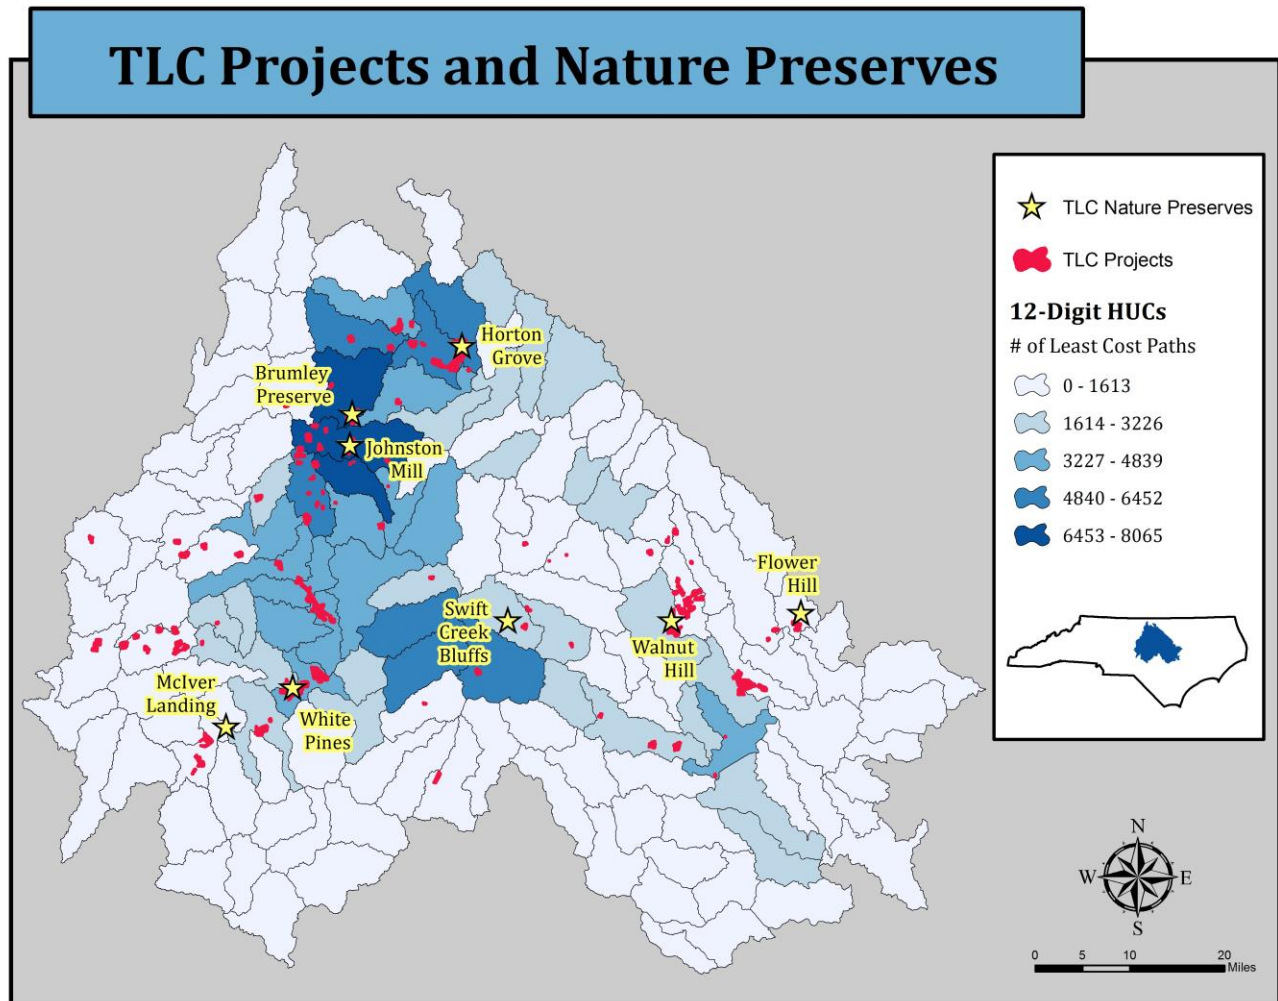 TLC Projects and Nature Preserves
TLC Nature Preserves
TLC Projects
12-Digit HUCs
# of Least Cost Paths
0 - 1613
1614 - 3226
3227 - 4839
4840 - 6452
6453 - 8065
Horton
Grove
Brumley
Preserve
Johnston
Mill
Flower
Hill
Swift
Creek
Bluffs
Walnut
Hill
McIver
Landing
White
Pines
N
W
E
S
0 5 10 20
Miles